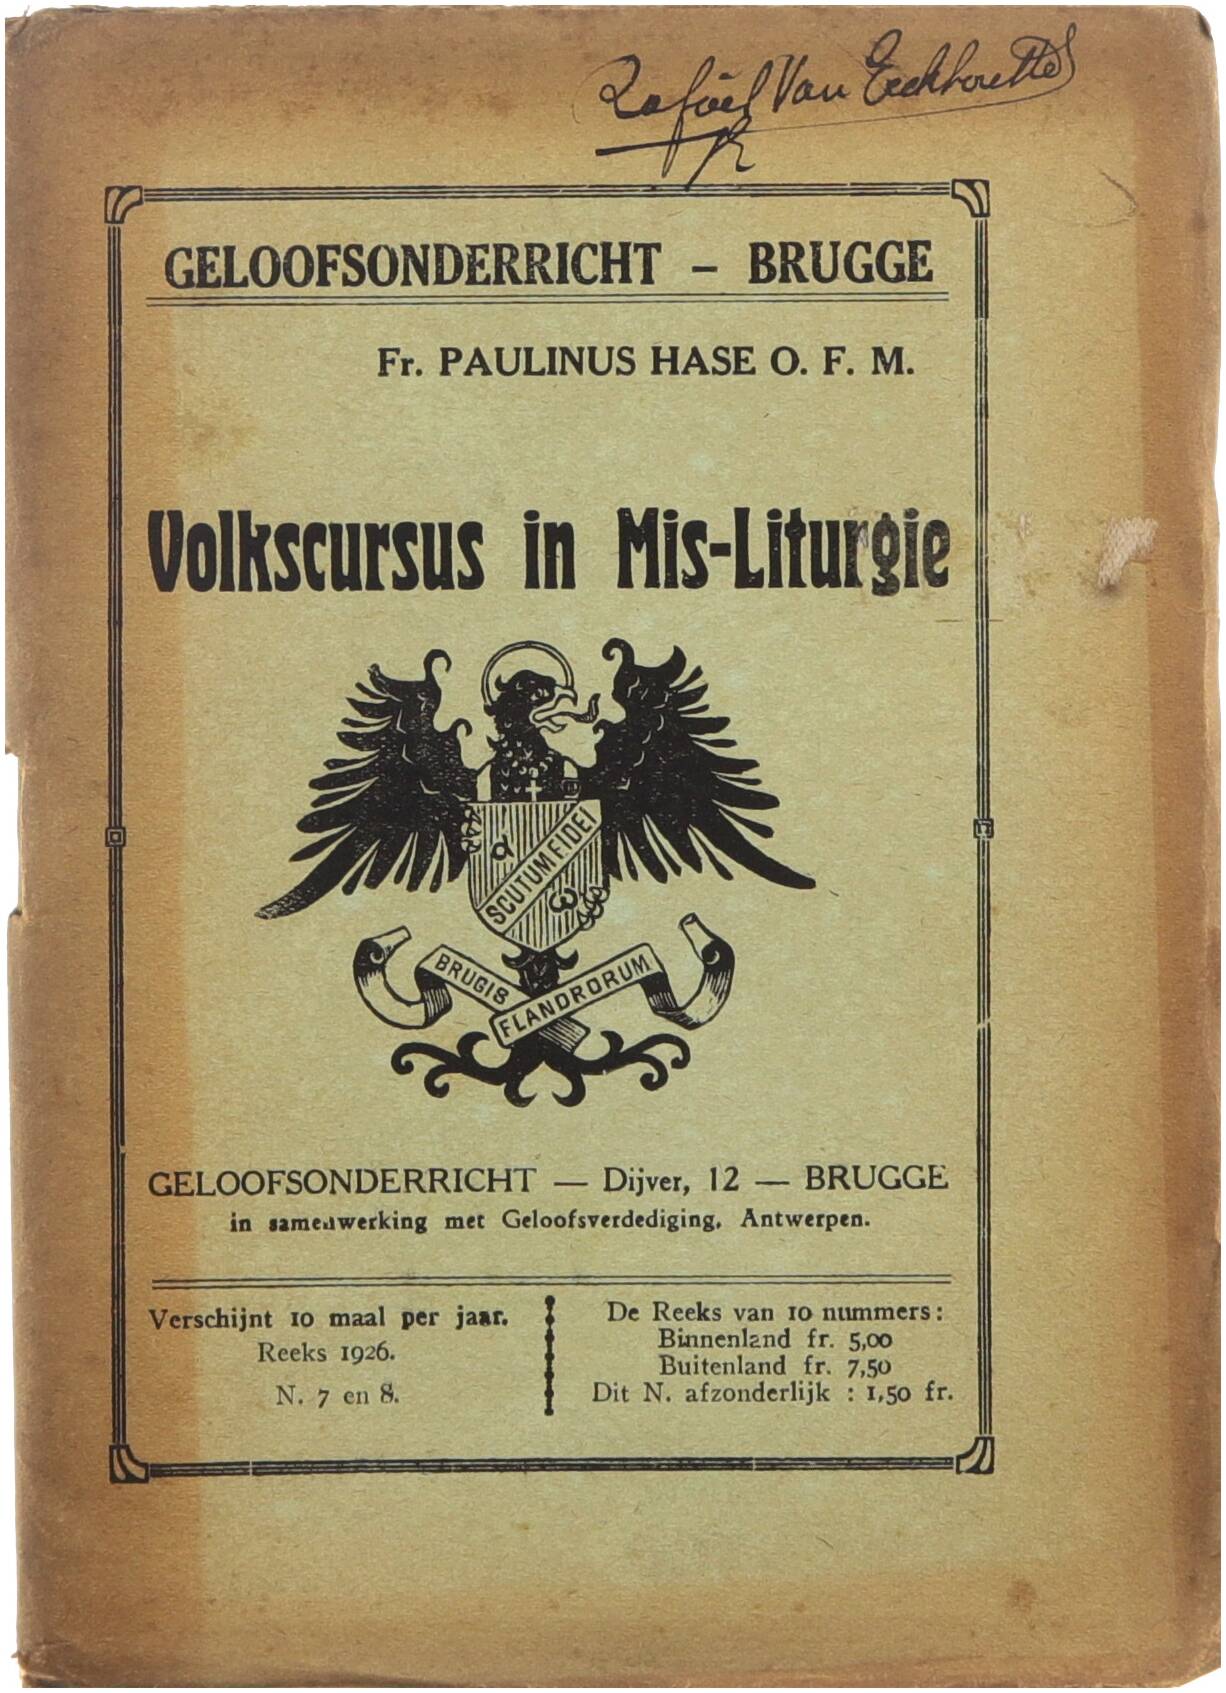 Rafaël Van Eeckhoutte
GELOOFSONDERRICHT – BRUGGE
Fr. PAULINUS HASE O. F. M.
Volkscursus in Mis-Liturgie
α
SCUTUM FIDEI
ω
BRUGIS
FLANDRORUM
GELOOFSONDERRICHT — Dijver, 12 — BRUGGE
in samenwerking met Geloofsverdediging, Antwerpen.
Verschijnt 10 maal per jaar.
Reeks 1926.
N. 7 en 8.
De Reeks van 10 nummers:
Binnenland fr. 5,00
Buitenland fr. 7,50
Dit N. afzonderlijk : 1,50 fr.